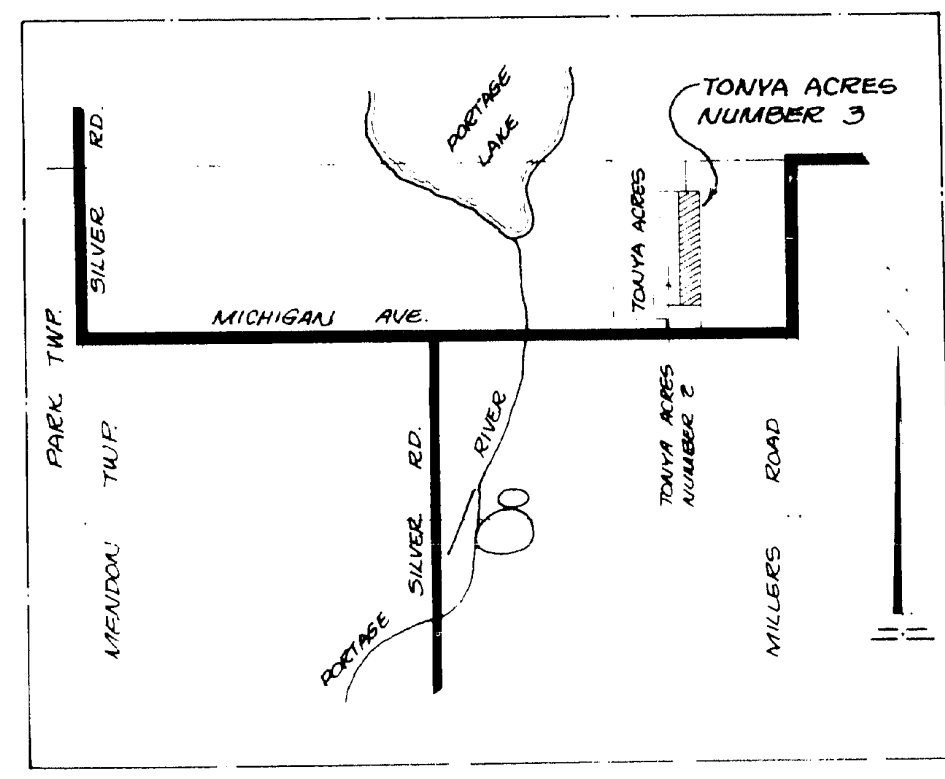 TONYA ACRES
NUMBER 3
PORTAGE
LAKE
SILVER RD.
TONYA ACRES
MICHIGAN AVE.
PARK TWP.
MENDON TWP.
RIVER
SILVER RD.
TONYA ACRES
NUMBER 2
MILLERS ROAD
PORTAGE